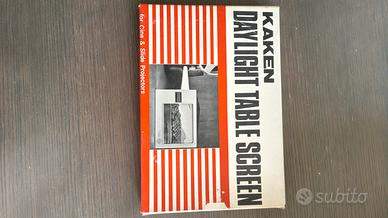 KAKEN
DAYLIGHT TABLE SCREEN
for Cine & Slide Projectors
subito